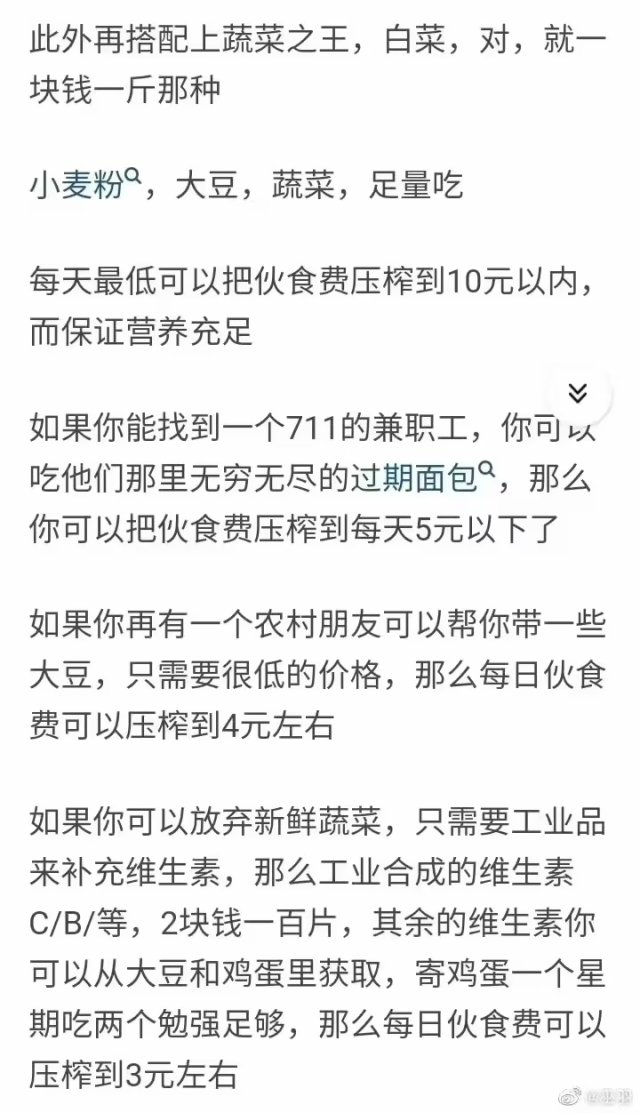 此外再搭配上蔬菜之王，白菜，对，就一
块钱一斤那种
小麦粉，大豆，蔬菜，足量吃
每天最低可以把伙食费压榨到10元以内，
而保证营养充足
如果你能找到一个711的兼职工，你可以
吃他们那里无穷无尽的过期面包，那么
你可以把伙食费压榨到每天5元以下了
如果你再有一个农村朋友可以帮你带一些
大豆，只需要很低的价格，那么每日伙食
费可以压榨到4元左右
如果你可以放弃新鲜蔬菜，只需要工业品
来补充维生素，那么工业合成的维生素
C/B/等，2块钱一百片，其余的维生素你
可以从大豆和鸡蛋里获取，寄鸡蛋一个星
期吃两个勉强足够，那么每日伙食费可以
压榨到3元左右